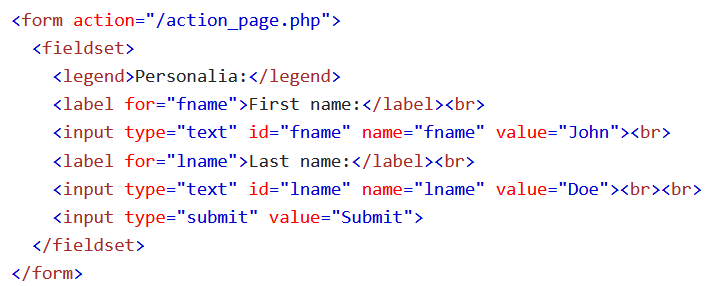 <form action="/action_page.php">
<fieldset>
<legend>Personalia:</legend>
<label for="fname">First name:</label><br>
<input type="text" id="fname" name="fname" value="John"><br>
<label for="lname">Last name:</label><br>
<input type="text" id="lname" name="lname" value="Doe"><br><br>
<input type="submit" value="Submit">
</fieldset>
</form>